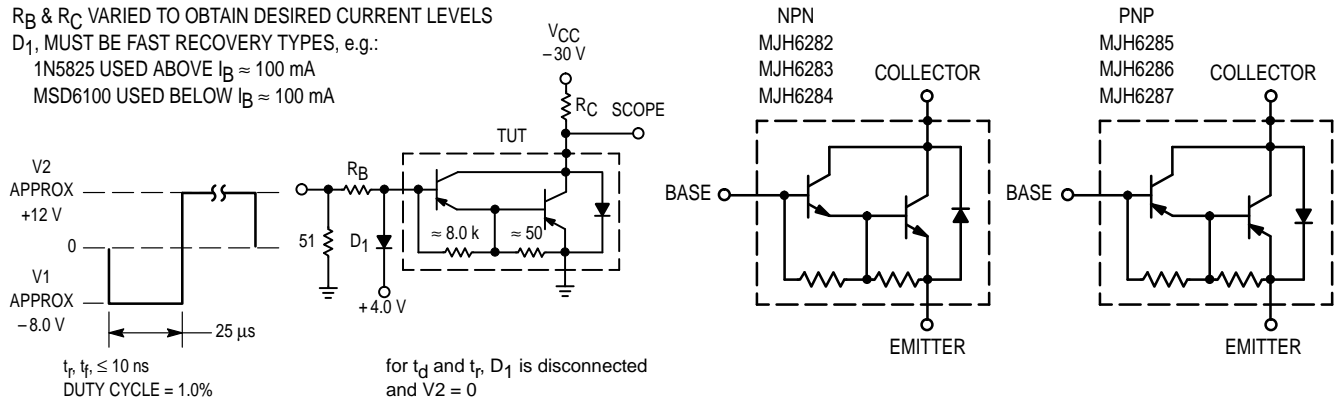 R_B & R_C VARIED TO OBTAIN DESIRED CURRENT LEVELS
D_1, MUST BE FAST RECOVERY TYPES, e.g.:
1N5825 USED ABOVE I_B ≈ 100 mA
MSD6100 USED BELOW I_B ≈ 100 mA
V_CC
–30 V
R_C
SCOPE
TUT
R_B
V2
APPROX
+12 V
0
V1
APPROX
–8.0 V
25 µs
51
D_1
≈ 8.0 k
≈ 50
+4.0 V
t_r, t_f, ≤ 10 ns
DUTY CYCLE = 1.0%
for t_d and t_r, D_1 is disconnected
and V2 = 0
NPN
MJH6282
MJH6283
MJH6284
COLLECTOR
BASE
EMITTER
PNP
MJH6285
MJH6286
MJH6287
COLLECTOR
BASE
EMITTER